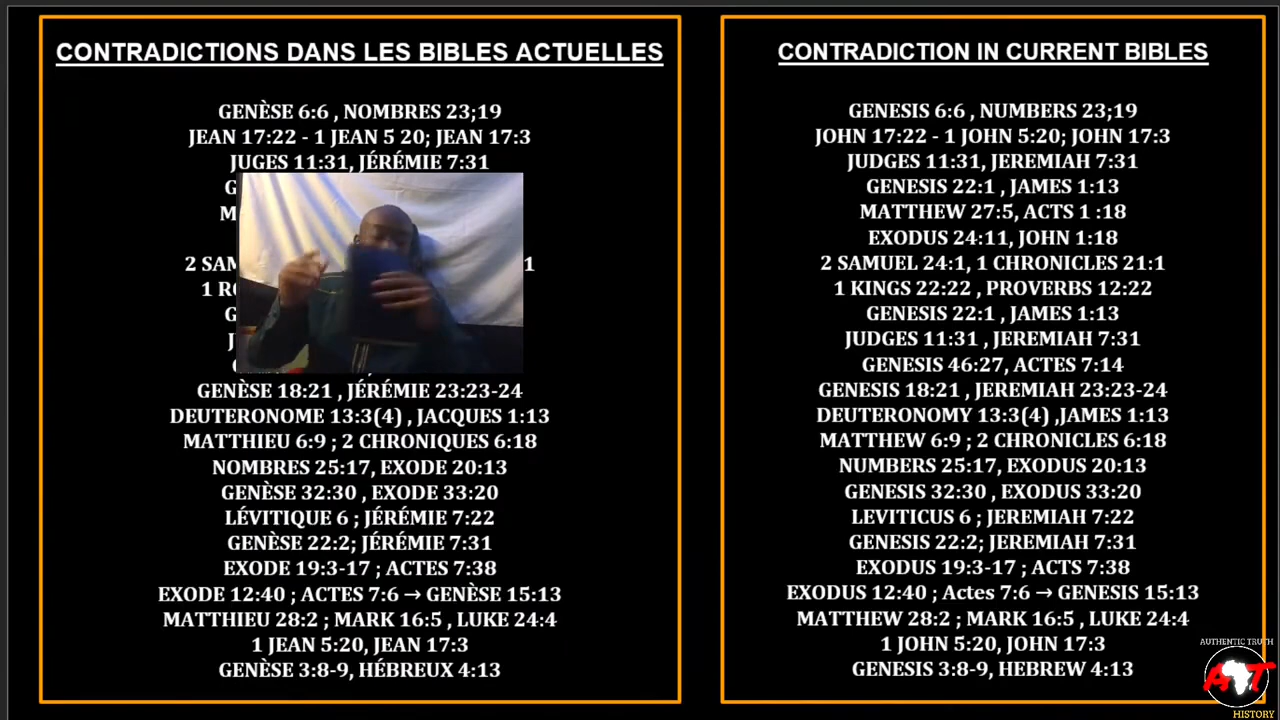 CONTRADICTIONS DANS LES BIBLES ACTUELLES
GENÈSE 6:6 , NOMBRES 23;19
JEAN 17:22 - 1 JEAN 5 20; JEAN 17:3
JUGES 11:31, JÉRÉMIE 7:31
2 SAM
1
GENÈSE 18:21 , JÉRÉMIE 23:23-24
DEUTERONOME 13:3(4) , JACQUES 1:13
MATTHIEU 6:9 ; 2 CHRONIQUES 6:18
NOMBRES 25:17, EXODE 20:13
GENÈSE 32:30 , EXODE 33:20
LÉVITIQUE 6 ; JÉRÉMIE 7:22
GENÈSE 22:2; JÉRÉMIE 7:31
EXODE 19:3-17 ; ACTES 7:38
EXODE 12:40 ; ACTES 7:6 → GENÈSE 15:13
MATTHIEU 28:2 ; MARK 16:5 , LUKE 24:4
1 JEAN 5:20, JEAN 17:3
GENÈSE 3:8-9, HÉBREUX 4:13
CONTRADICTION IN CURRENT BIBLES
GENESIS 6:6 , NUMBERS 23;19
JOHN 17:22 - 1 JOHN 5:20; JOHN 17:3
JUDGES 11:31, JEREMIAH 7:31
GENESIS 22:1 , JAMES 1:13
MATTHEW 27:5, ACTS 1 :18
EXODUS 24:11, JOHN 1:18
2 SAMUEL 24:1, 1 CHRONICLES 21:1
1 KINGS 22:22 , PROVERBS 12:22
GENESIS 22:1 , JAMES 1:13
JUDGES 11:31 , JEREMIAH 7:31
GENESIS 46:27, ACTES 7:14
GENESIS 18:21 , JEREMIAH 23:23-24
DEUTERONOMY 13:3(4) ,JAMES 1:13
MATTHEW 6:9 ; 2 CHRONICLES 6:18
NUMBERS 25:17, EXODUS 20:13
GENESIS 32:30 , EXODUS 33:20
LEVITICUS 6 ; JEREMIAH 7:22
GENESIS 22:2; JEREMIAH 7:31
EXODUS 19:3-17 ; ACTS 7:38
EXODUS 12:40 ; Actes 7:6 → GENESIS 15:13
MATTHEW 28:2 ; MARK 16:5 , LUKE 24:4
1 JOHN 5:20, JOHN 17:3
GENESIS 3:8-9, HEBREW 4:13
AUTHENTIC TRUTH
AT
HISTORY